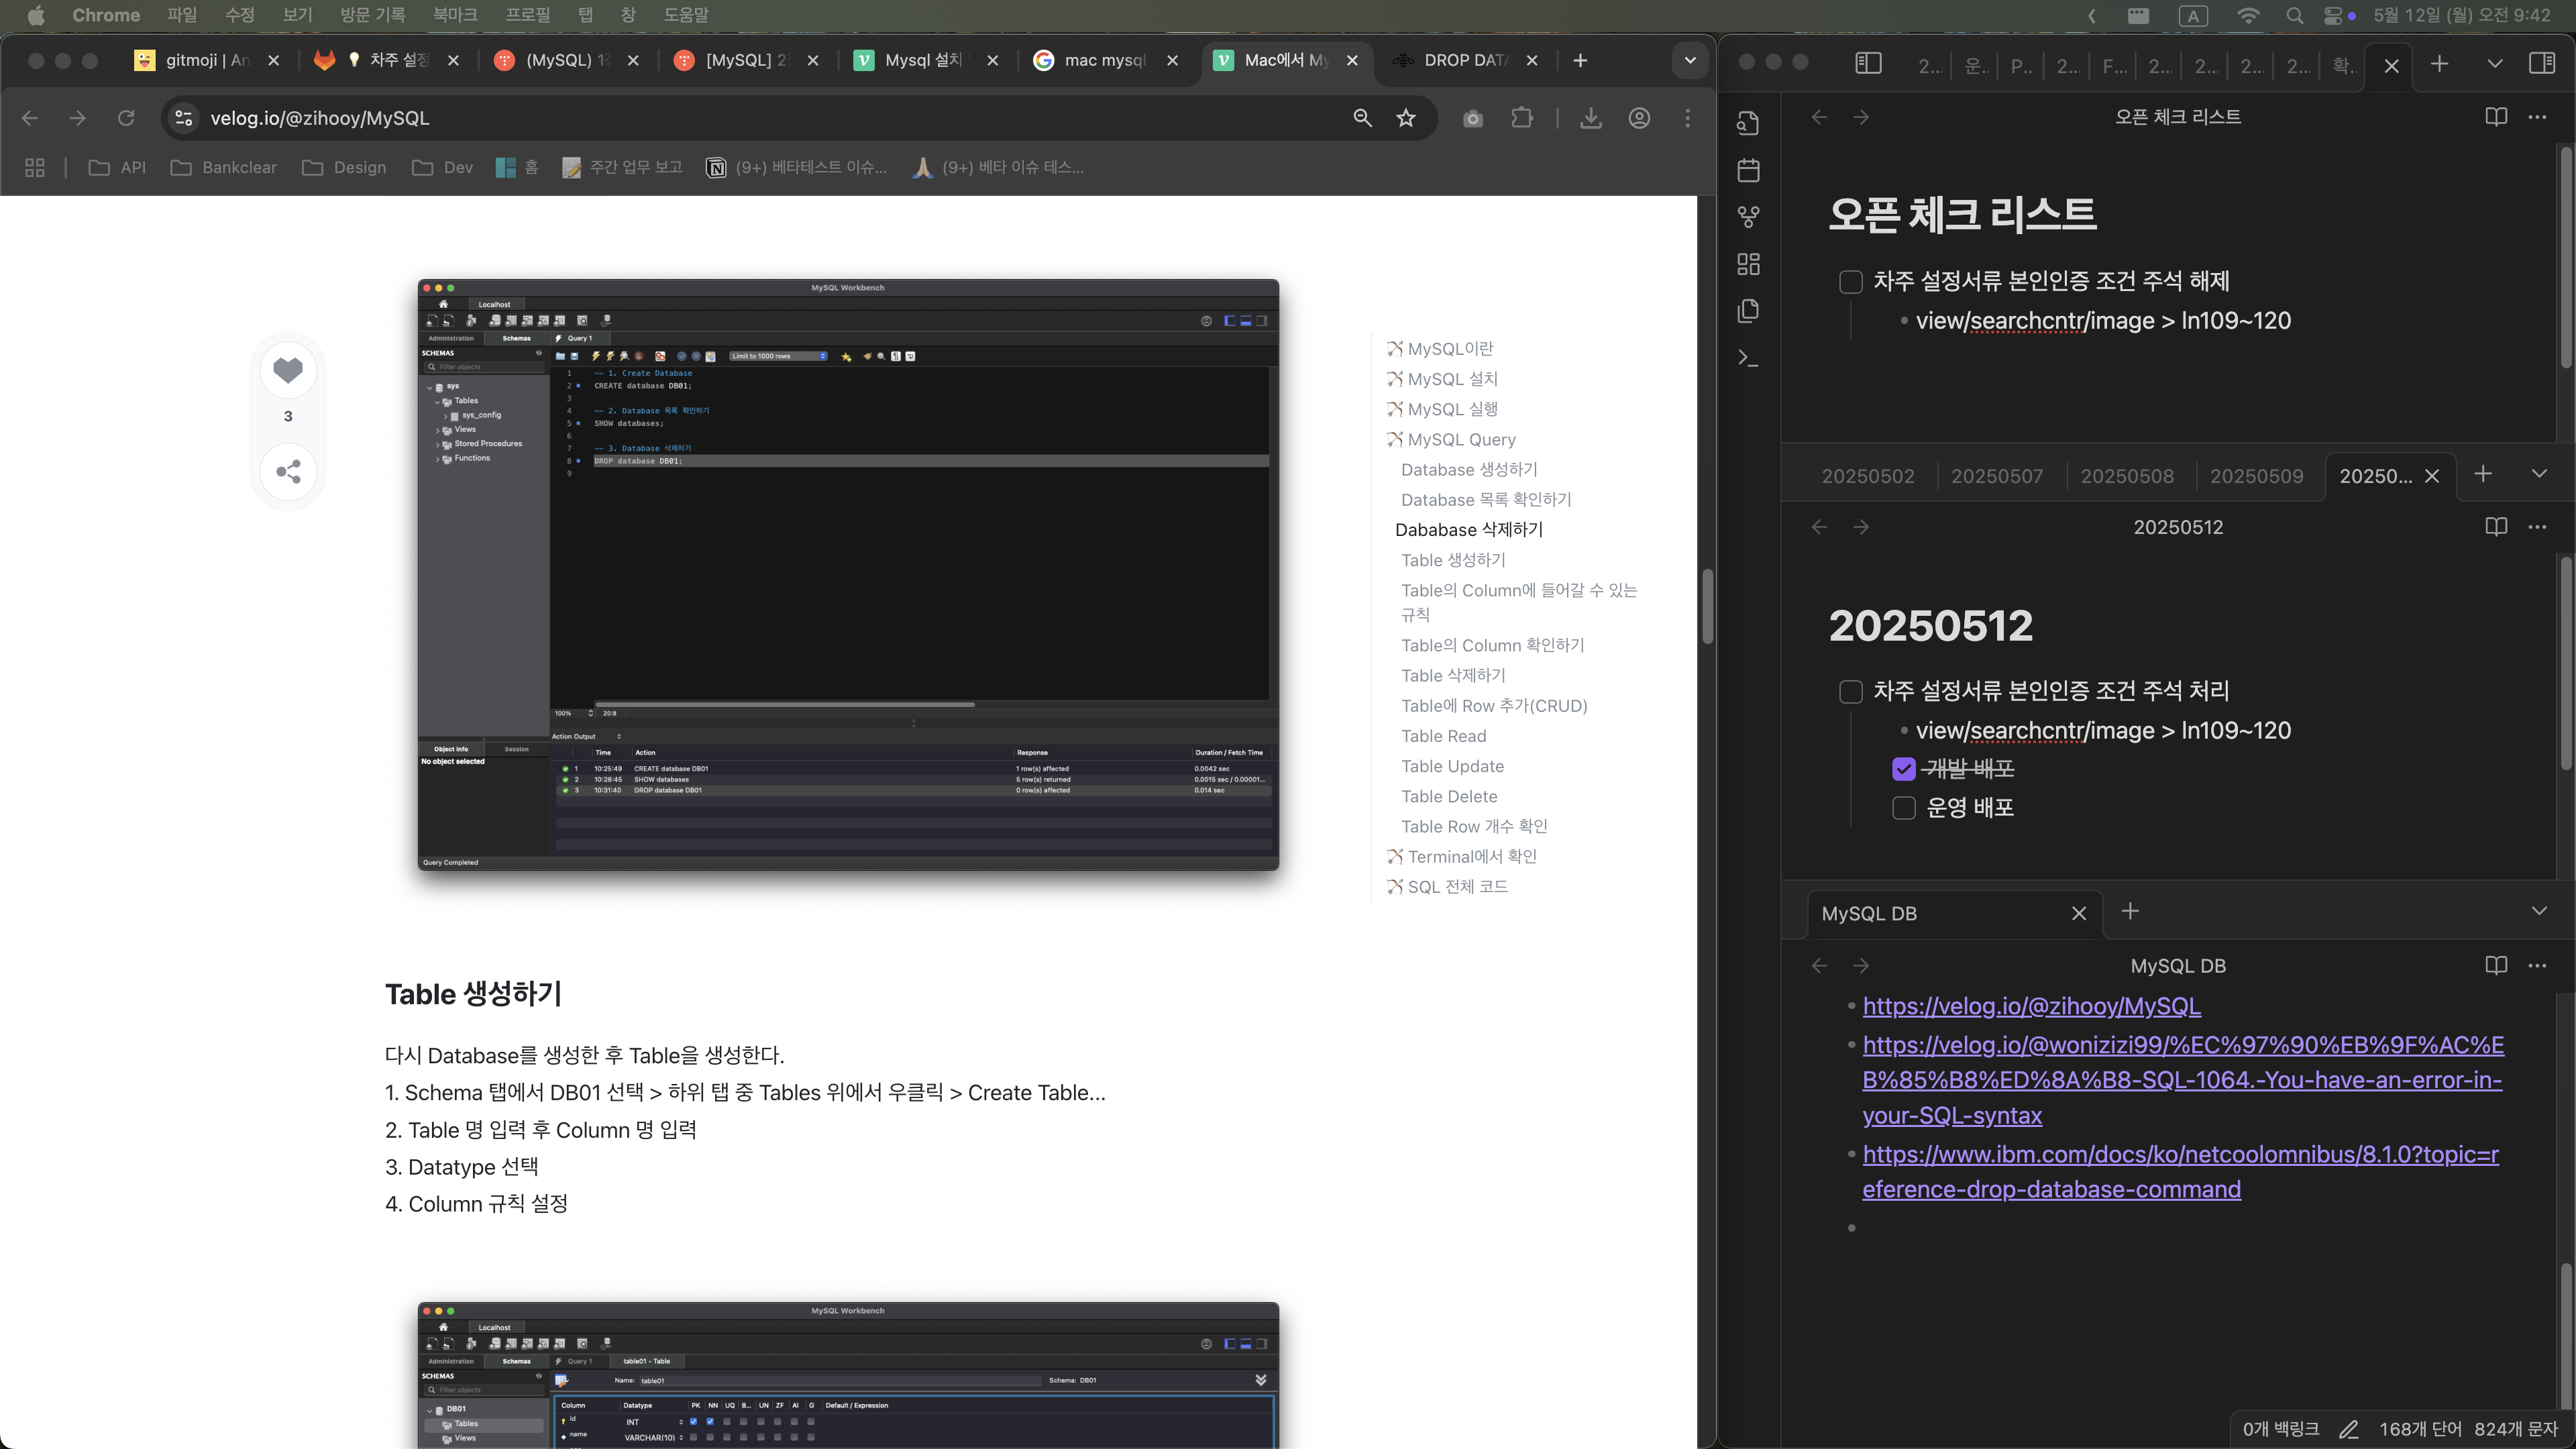 Chrome 파일 수정 보기 방문 기록 북마크 프로필 탭 창 도움말
A 5월 12일 (월) 오전 9:42
gitmoji | An
차주 설정
(MySQL) 1
[MySQL] 2
Mysql 설치
mac mysql
Mac에서 My
DROP DATA
velog.io/@zihooy/MySQL
API
Bankclear
Design
Dev
홈
주간 업무 보고
(9+) 베타테스트 이슈...
(9+) 베타 이슈 테스...
3
MySQL Workbench
Localhost
Administration Schemas Query 1
SCHEMAS
Filter objects
Limit to 1000 rows
sys
Tables
sys_config
Views
Stored Procedures
Functions
1 -- 1. Create Database
2 CREATE database DB01;
3
4 -- 2. Database 목록 확인하기
5 SHOW databases;
6
7 -- 3. Database 삭제하기
8 DROP database DB01;
9
100% 20:8
Action Output
Object Info Session
No object selected
Time Action Response Duration / Fetch Time
1 10:25:49 CREATE database DB01 1 row(s) affected 0.0042 sec
2 10:28:45 SHOW databases 5 row(s) returned 0.0015 sec / 0.00001...
3 10:31:40 DROP database DB01 0 row(s) affected 0.014 sec
Query Completed
MySQL이란
MySQL 설치
MySQL 실행
MySQL Query
Database 생성하기
Database 목록 확인하기
Dababase 삭제하기
Table 생성하기
Table의 Column에 들어갈 수 있는
규칙
Table의 Column 확인하기
Table 삭제하기
Table에 Row 추가(CRUD)
Table Read
Table Update
Table Delete
Table Row 개수 확인
Terminal에서 확인
SQL 전체 코드
Table 생성하기
다시 Database를 생성한 후 Table을 생성한다.
1. Schema 탭에서 DB01 선택 > 하위 탭 중 Tables 위에서 우클릭 > Create Table...
2. Table 명 입력 후 Column 명 입력
3. Datatype 선택
4. Column 규칙 설정
MySQL Workbench
Localhost
Administration Schemas Query 1 table01 - Table
SCHEMAS
Filter objects
Name: table01 Schema: DB01
DB01
Tables
Views
Column Datatype PK NN UQ B... UN ZF AI G Default / Expression
id INT
name VARCHAR(10)
2... 운.. P... 2... F... 2... 2... 2... 2... 확..
오픈 체크 리스트
오픈 체크 리스트
차주 설정서류 본인인증 조건 주석 해제
view/searchcntr/image > ln109~120
20250502 20250507 20250508 20250509 20250...
20250512
20250512
차주 설정서류 본인인증 조건 주석 처리
view/searchcntr/image > ln109~120
개발 배포
운영 배포
MySQL DB
MySQL DB
https://velog.io/@zihooy/MySQL
https://velog.io/@wonizizi99/%EC%97%90%EB%9F%AC%E
B%85%B8%ED%8A%B8-SQL-1064.-You-have-an-error-in-
your-SQL-syntax
https://www.ibm.com/docs/ko/netcoolomnibus/8.1.0?topic=r
eference-drop-database-command
0개 백링크 168개 단어 824개 문자